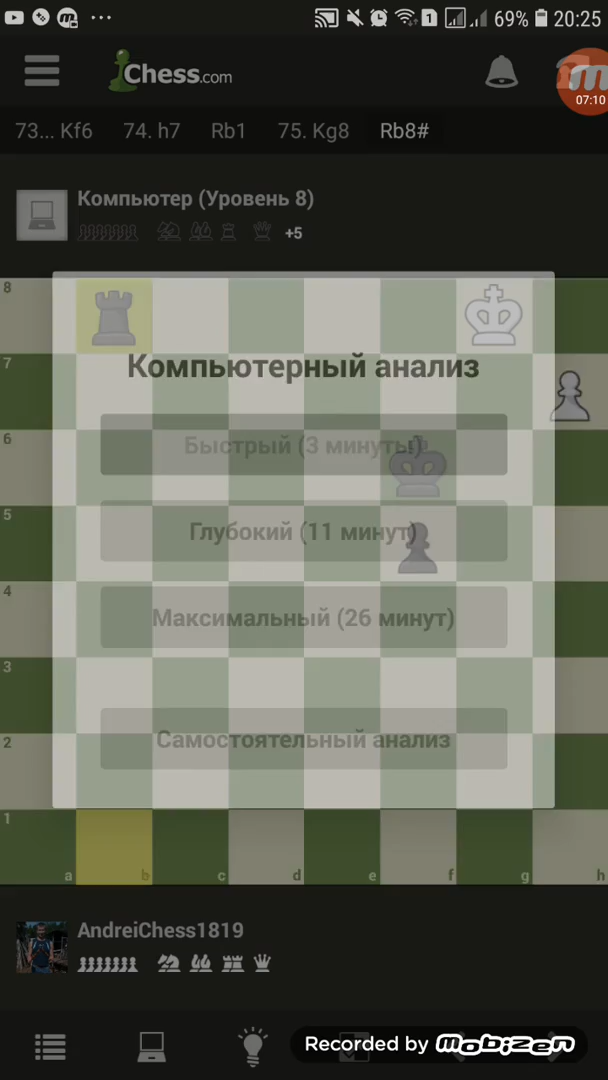 1 69% 20:25
Chess.com
07:10
73... Kf6 74. h7 Rb1 75. Kg8 Rb8#
Компьютер (Уровень 8)
+5
8
Компьютерный анализ
7
Быстрый (3 минуты)
6
5
Глубокий (11 минут)
4
Максимальный (26 минут)
3
2
Самостоятельный анализ
1
a b c d e f g h
AndreiChess1819
Recorded by Mobizen